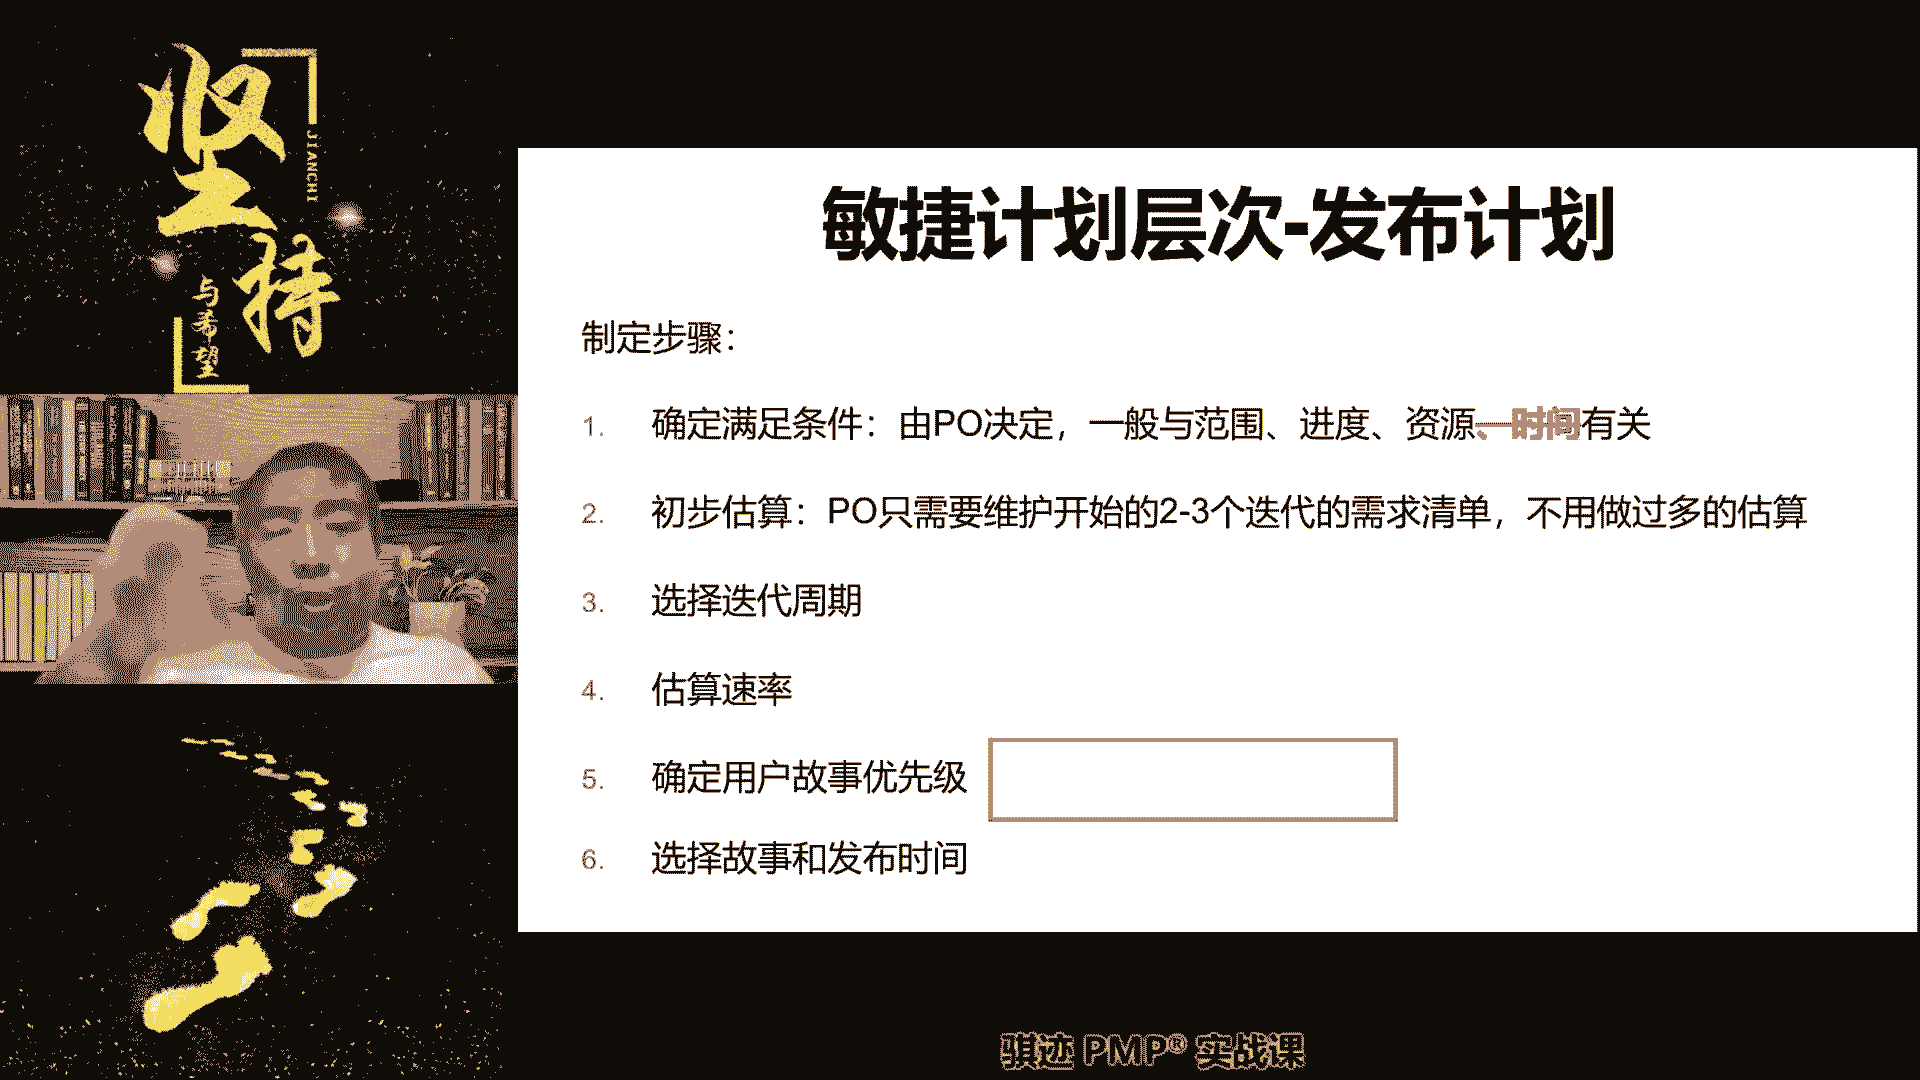 坚持
JIANCHI
与希望
敏捷计划层次-发布计划
制定步骤：
1. 确定满足条件：由PO决定，一般与范围、进度、资源、时间有关
2. 初步估算：PO只需要维护开始的2-3个迭代的需求清单，不用做过多的估算
3. 选择迭代周期
4. 估算速率
5. 确定用户故事优先级
6. 选择故事和发布时间
骐迹 PMP® 实战课